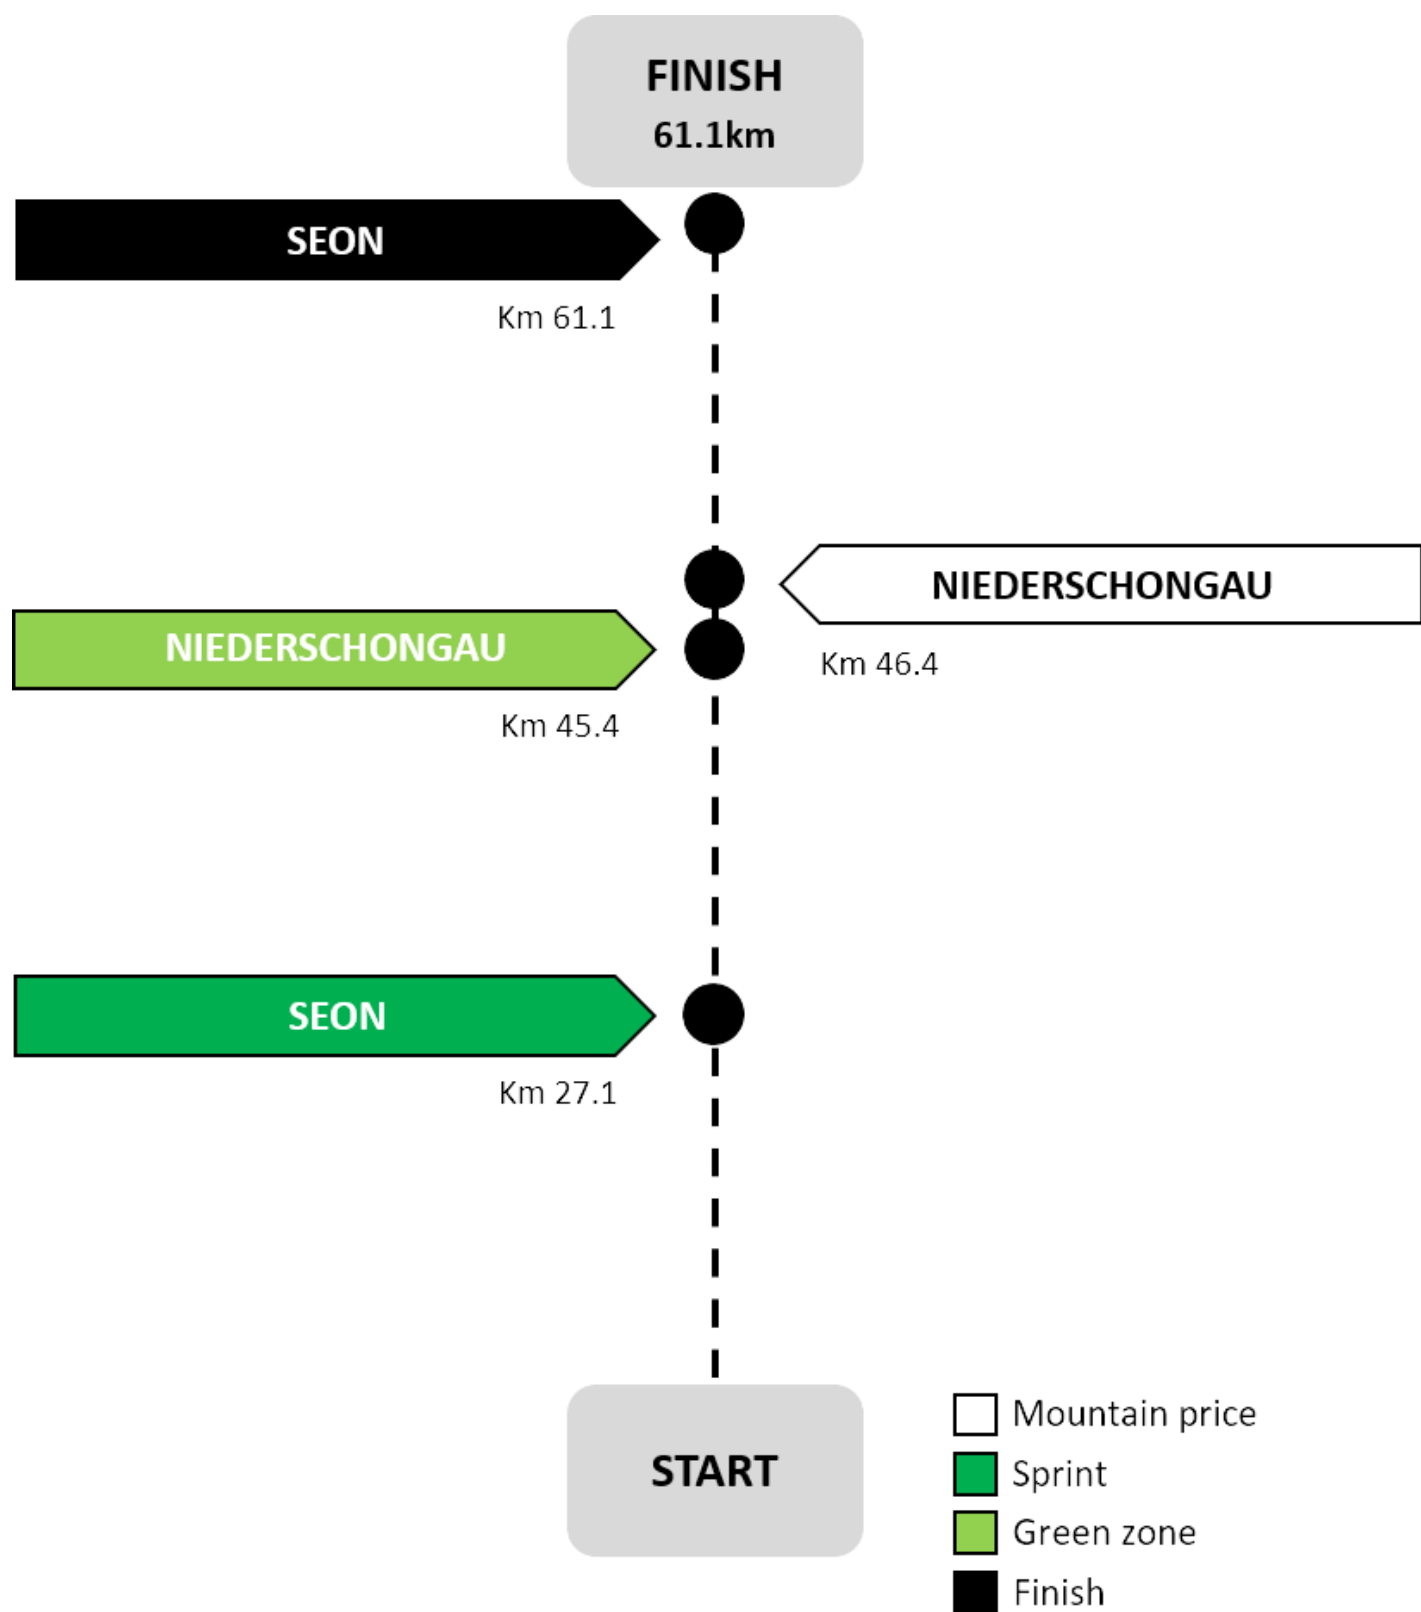 FINISH
61.1km
SEON
Km 61.1
NIEDERSCHONGAU
Km 46.4
NIEDERSCHONGAU
Km 45.4
SEON
Km 27.1
START
Mountain price
Sprint
Green zone
Finish